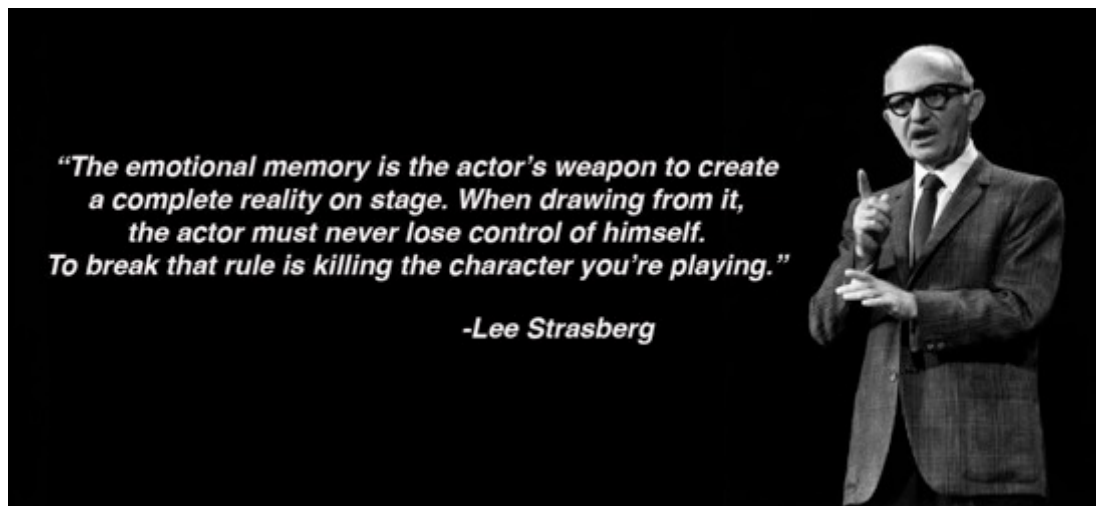 “The emotional memory is the actor’s weapon to create
a complete reality on stage. When drawing from it,
the actor must never lose control of himself.
To break that rule is killing the character you’re playing.”
-Lee Strasberg